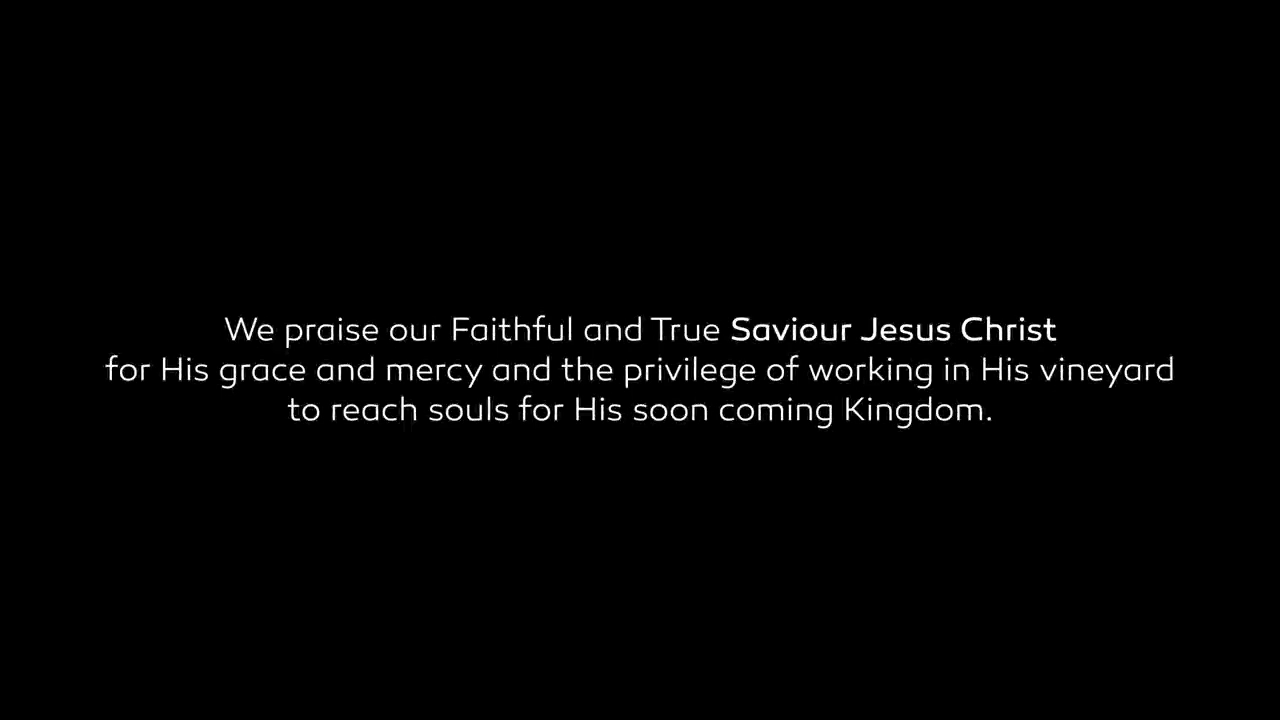 We praise our Faithful and True Saviour Jesus Christ
for His grace and mercy and the privilege of working in His vineyard
to reach souls for His soon coming Kingdom.